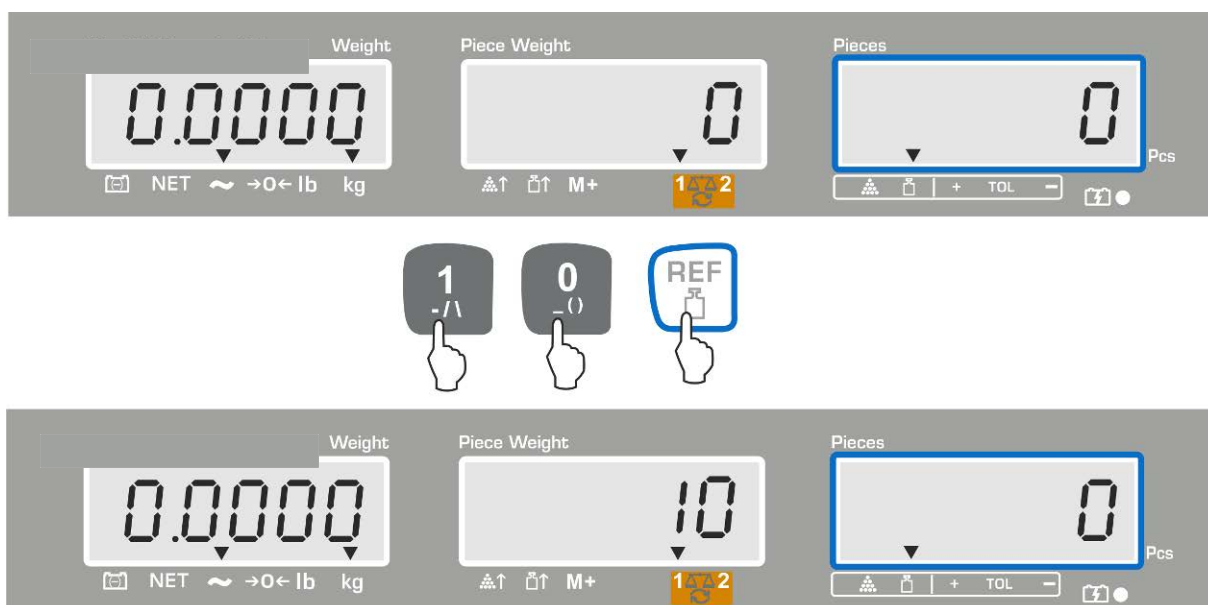 Weight Piece Weight Pieces
0.0000 0 0
Pcs
NET ~ →0← lb kg M+ 1 2 + TOL −
1 0 REF
-/\ _()
Weight Piece Weight Pieces
0.0000 10 0
Pcs
NET ~ →0← lb kg M+ 1 2 + TOL −